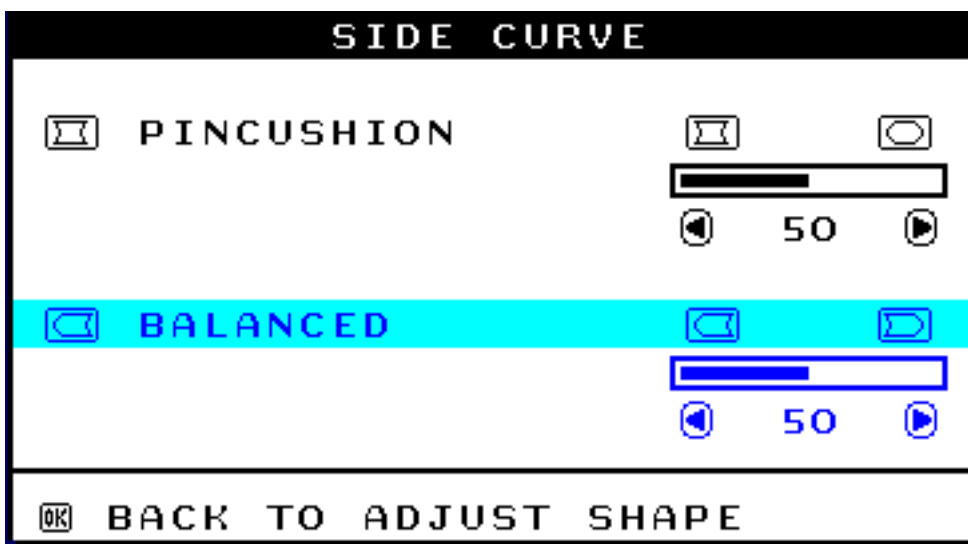 SIDE CURVE
PINCUSHION
50
BALANCED
50
OK BACK TO ADJUST SHAPE